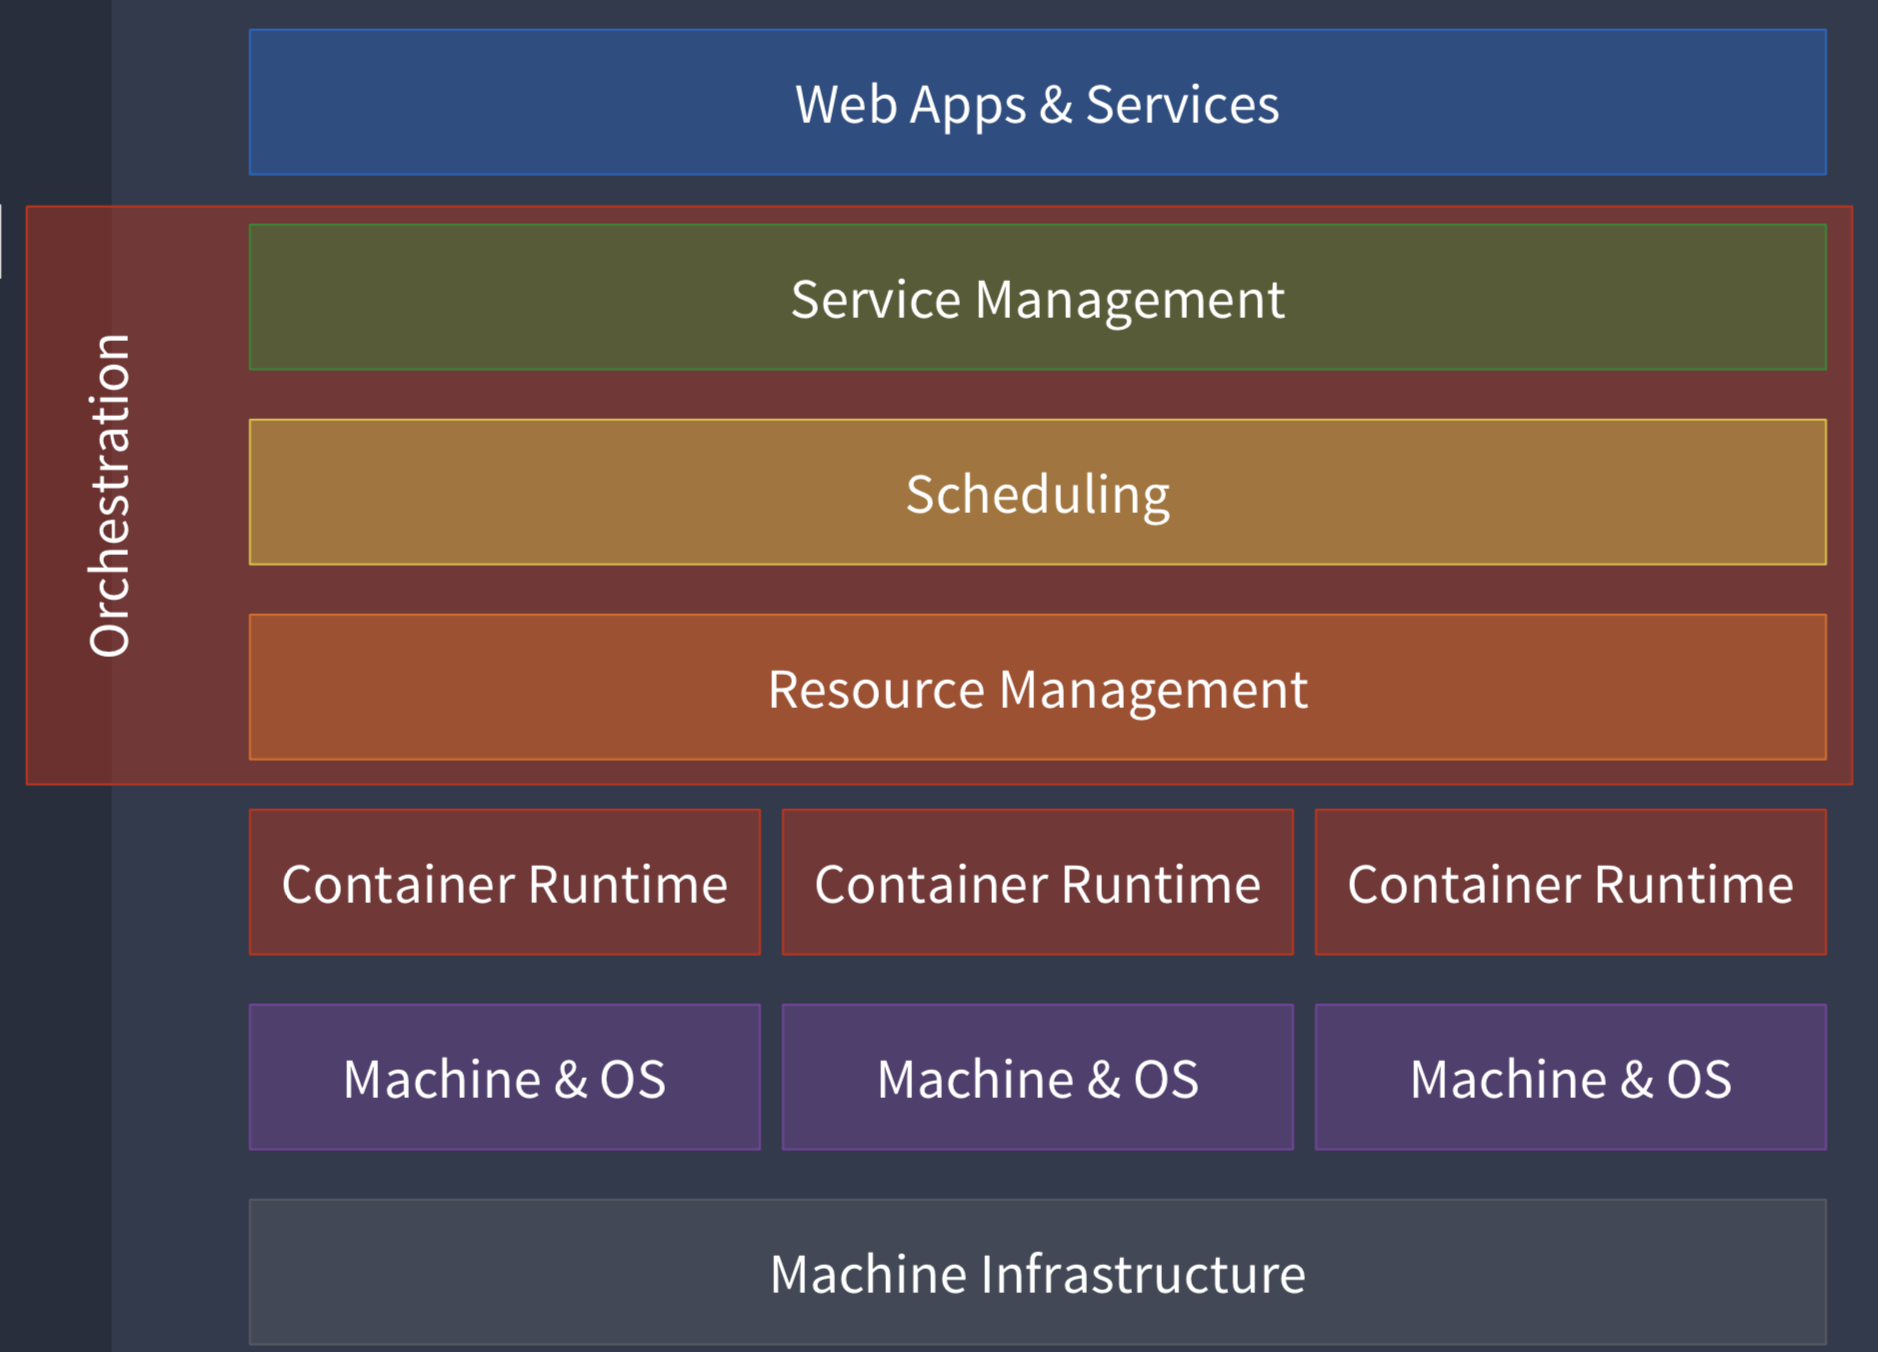 Web Apps & Services
Orchestration
Service Management
Scheduling
Resource Management
Container Runtime
Container Runtime
Container Runtime
Machine & OS
Machine & OS
Machine & OS
Machine Infrastructure